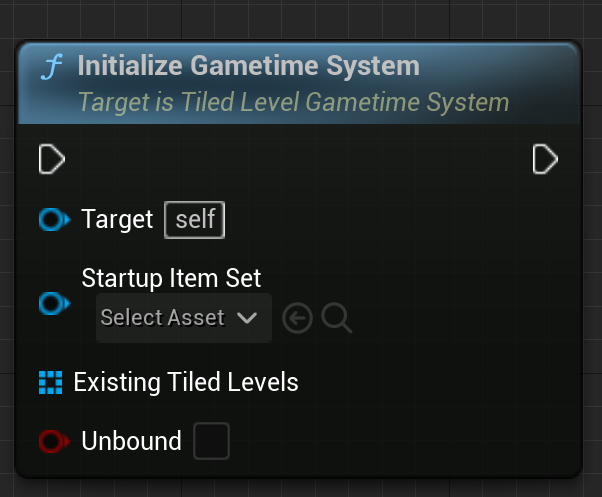 f Initialize Gametime System
Target is Tiled Level Gametime System
Target self
Startup Item Set
Select Asset
Existing Tiled Levels
Unbound